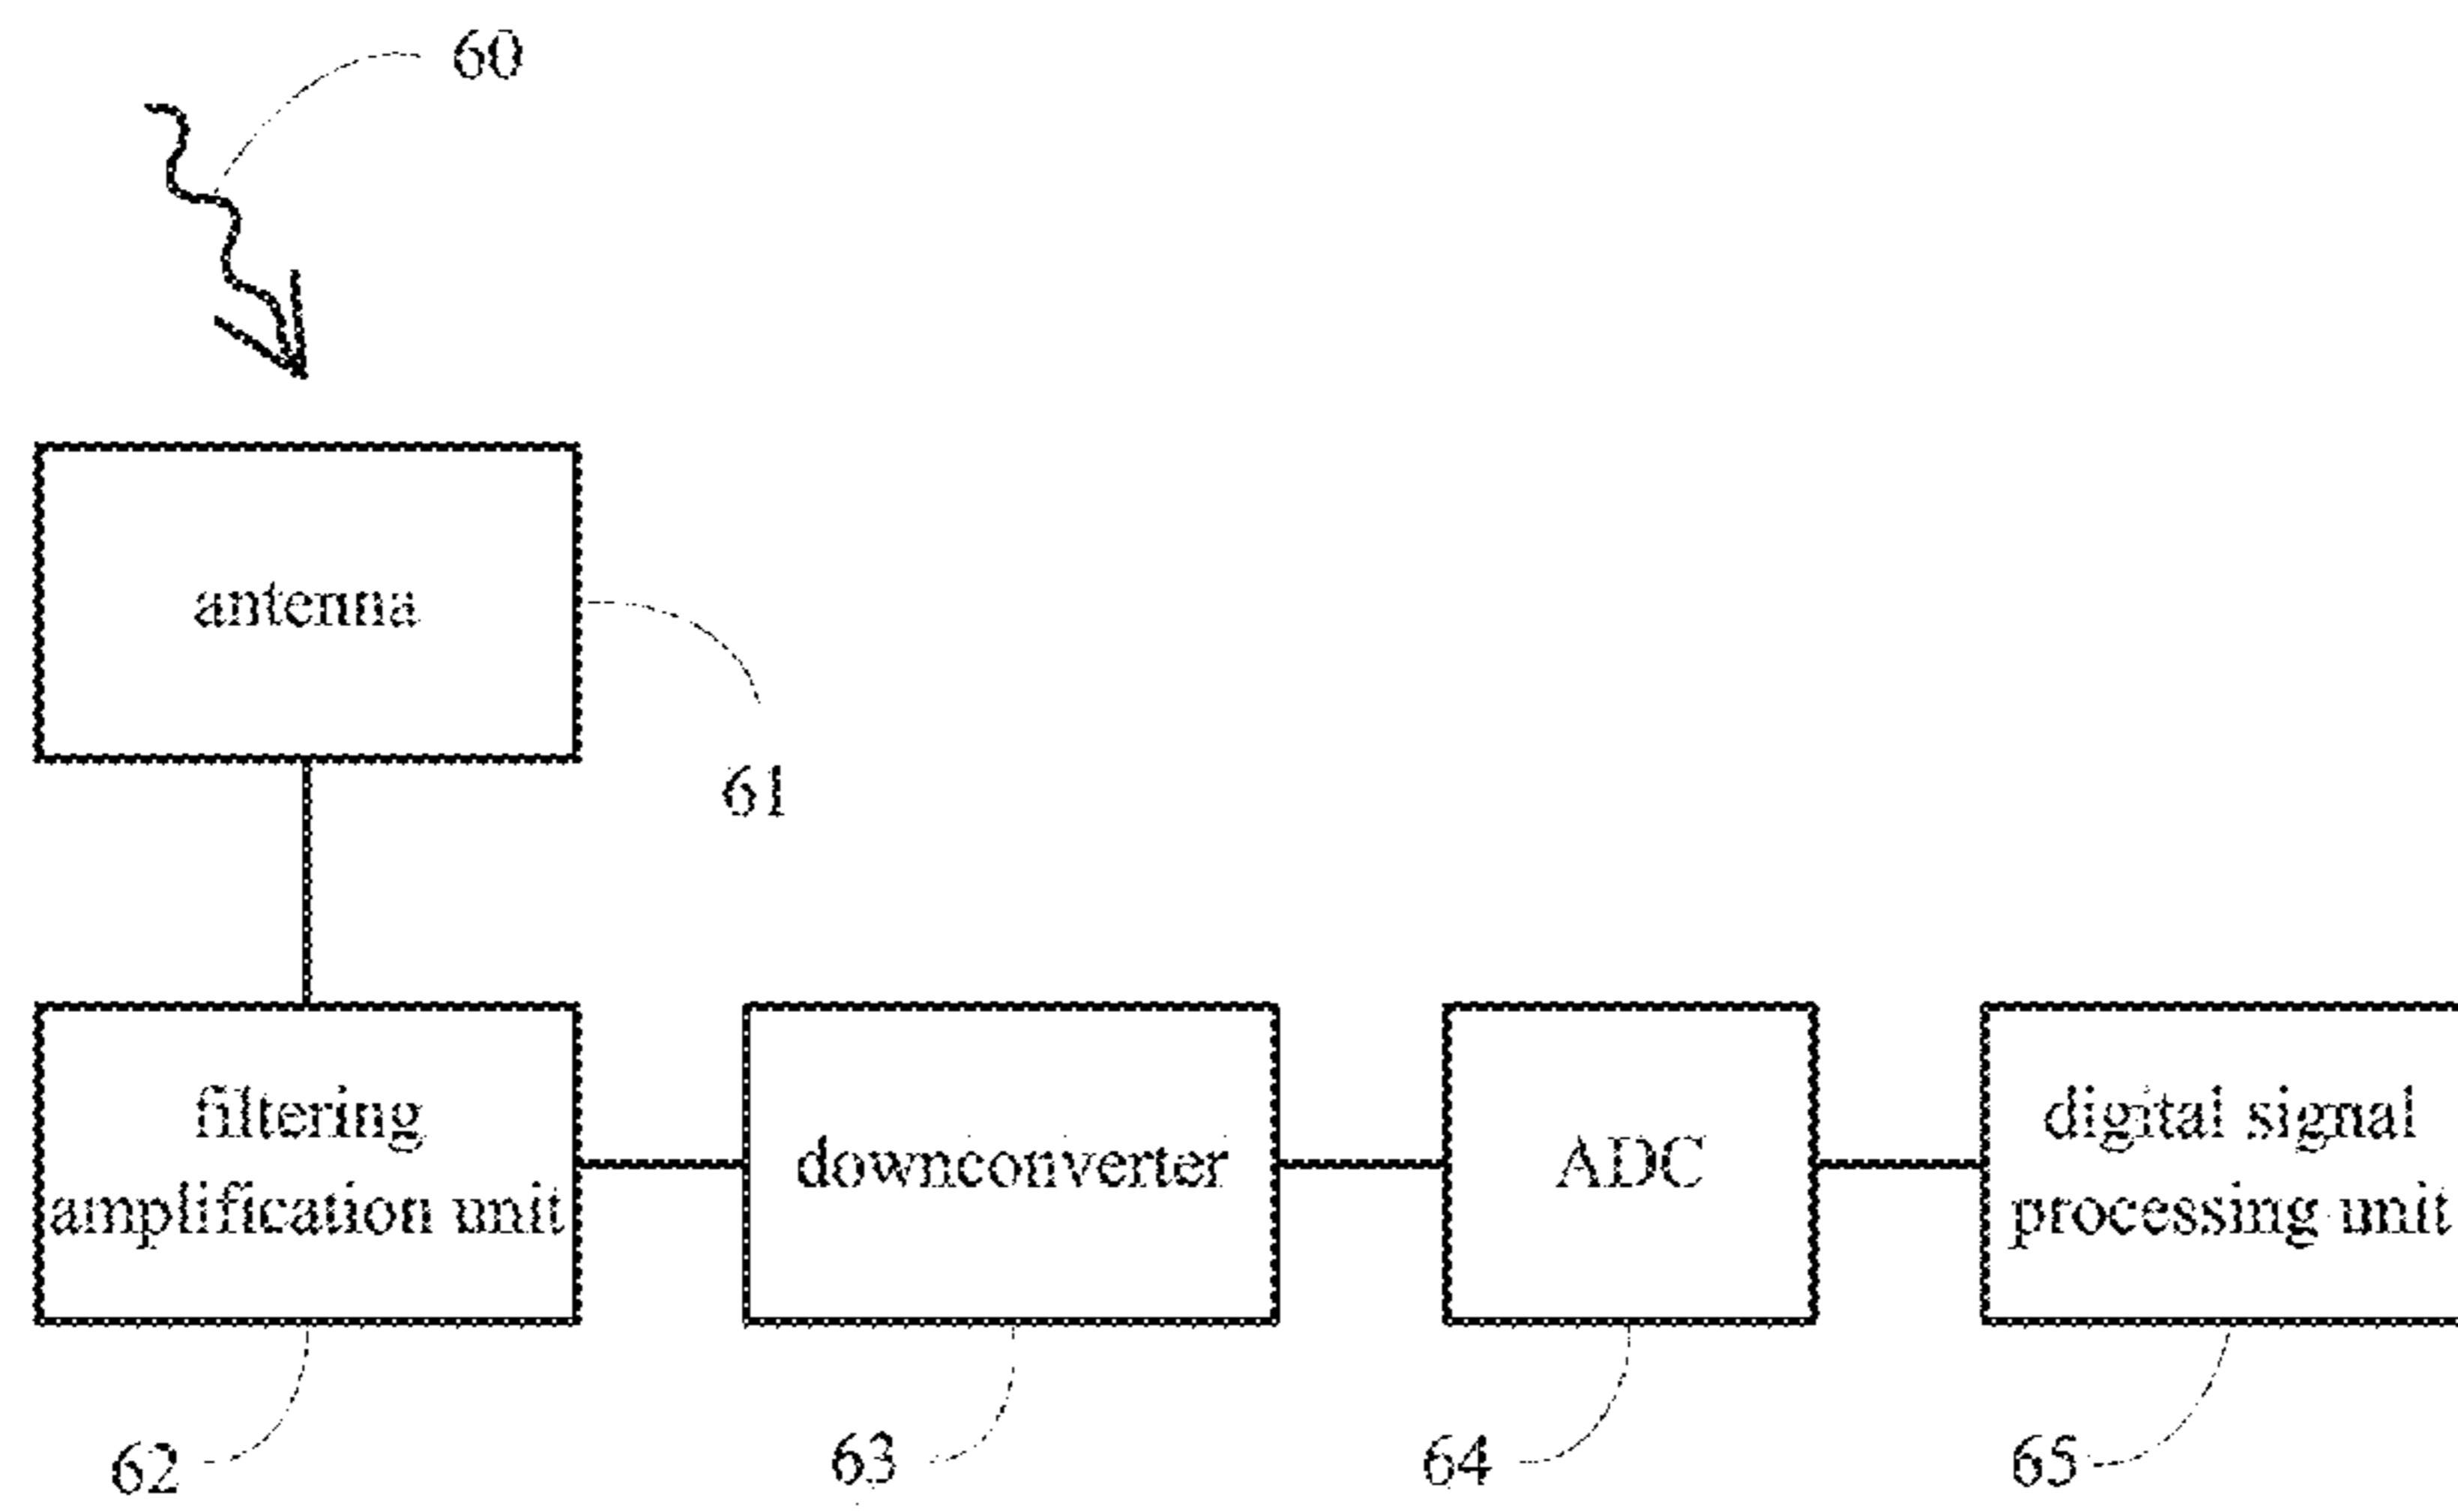 60
antenna
61
filtering
amplification unit
downconverter
ADC
digital signal
processing unit
62
63
64
65